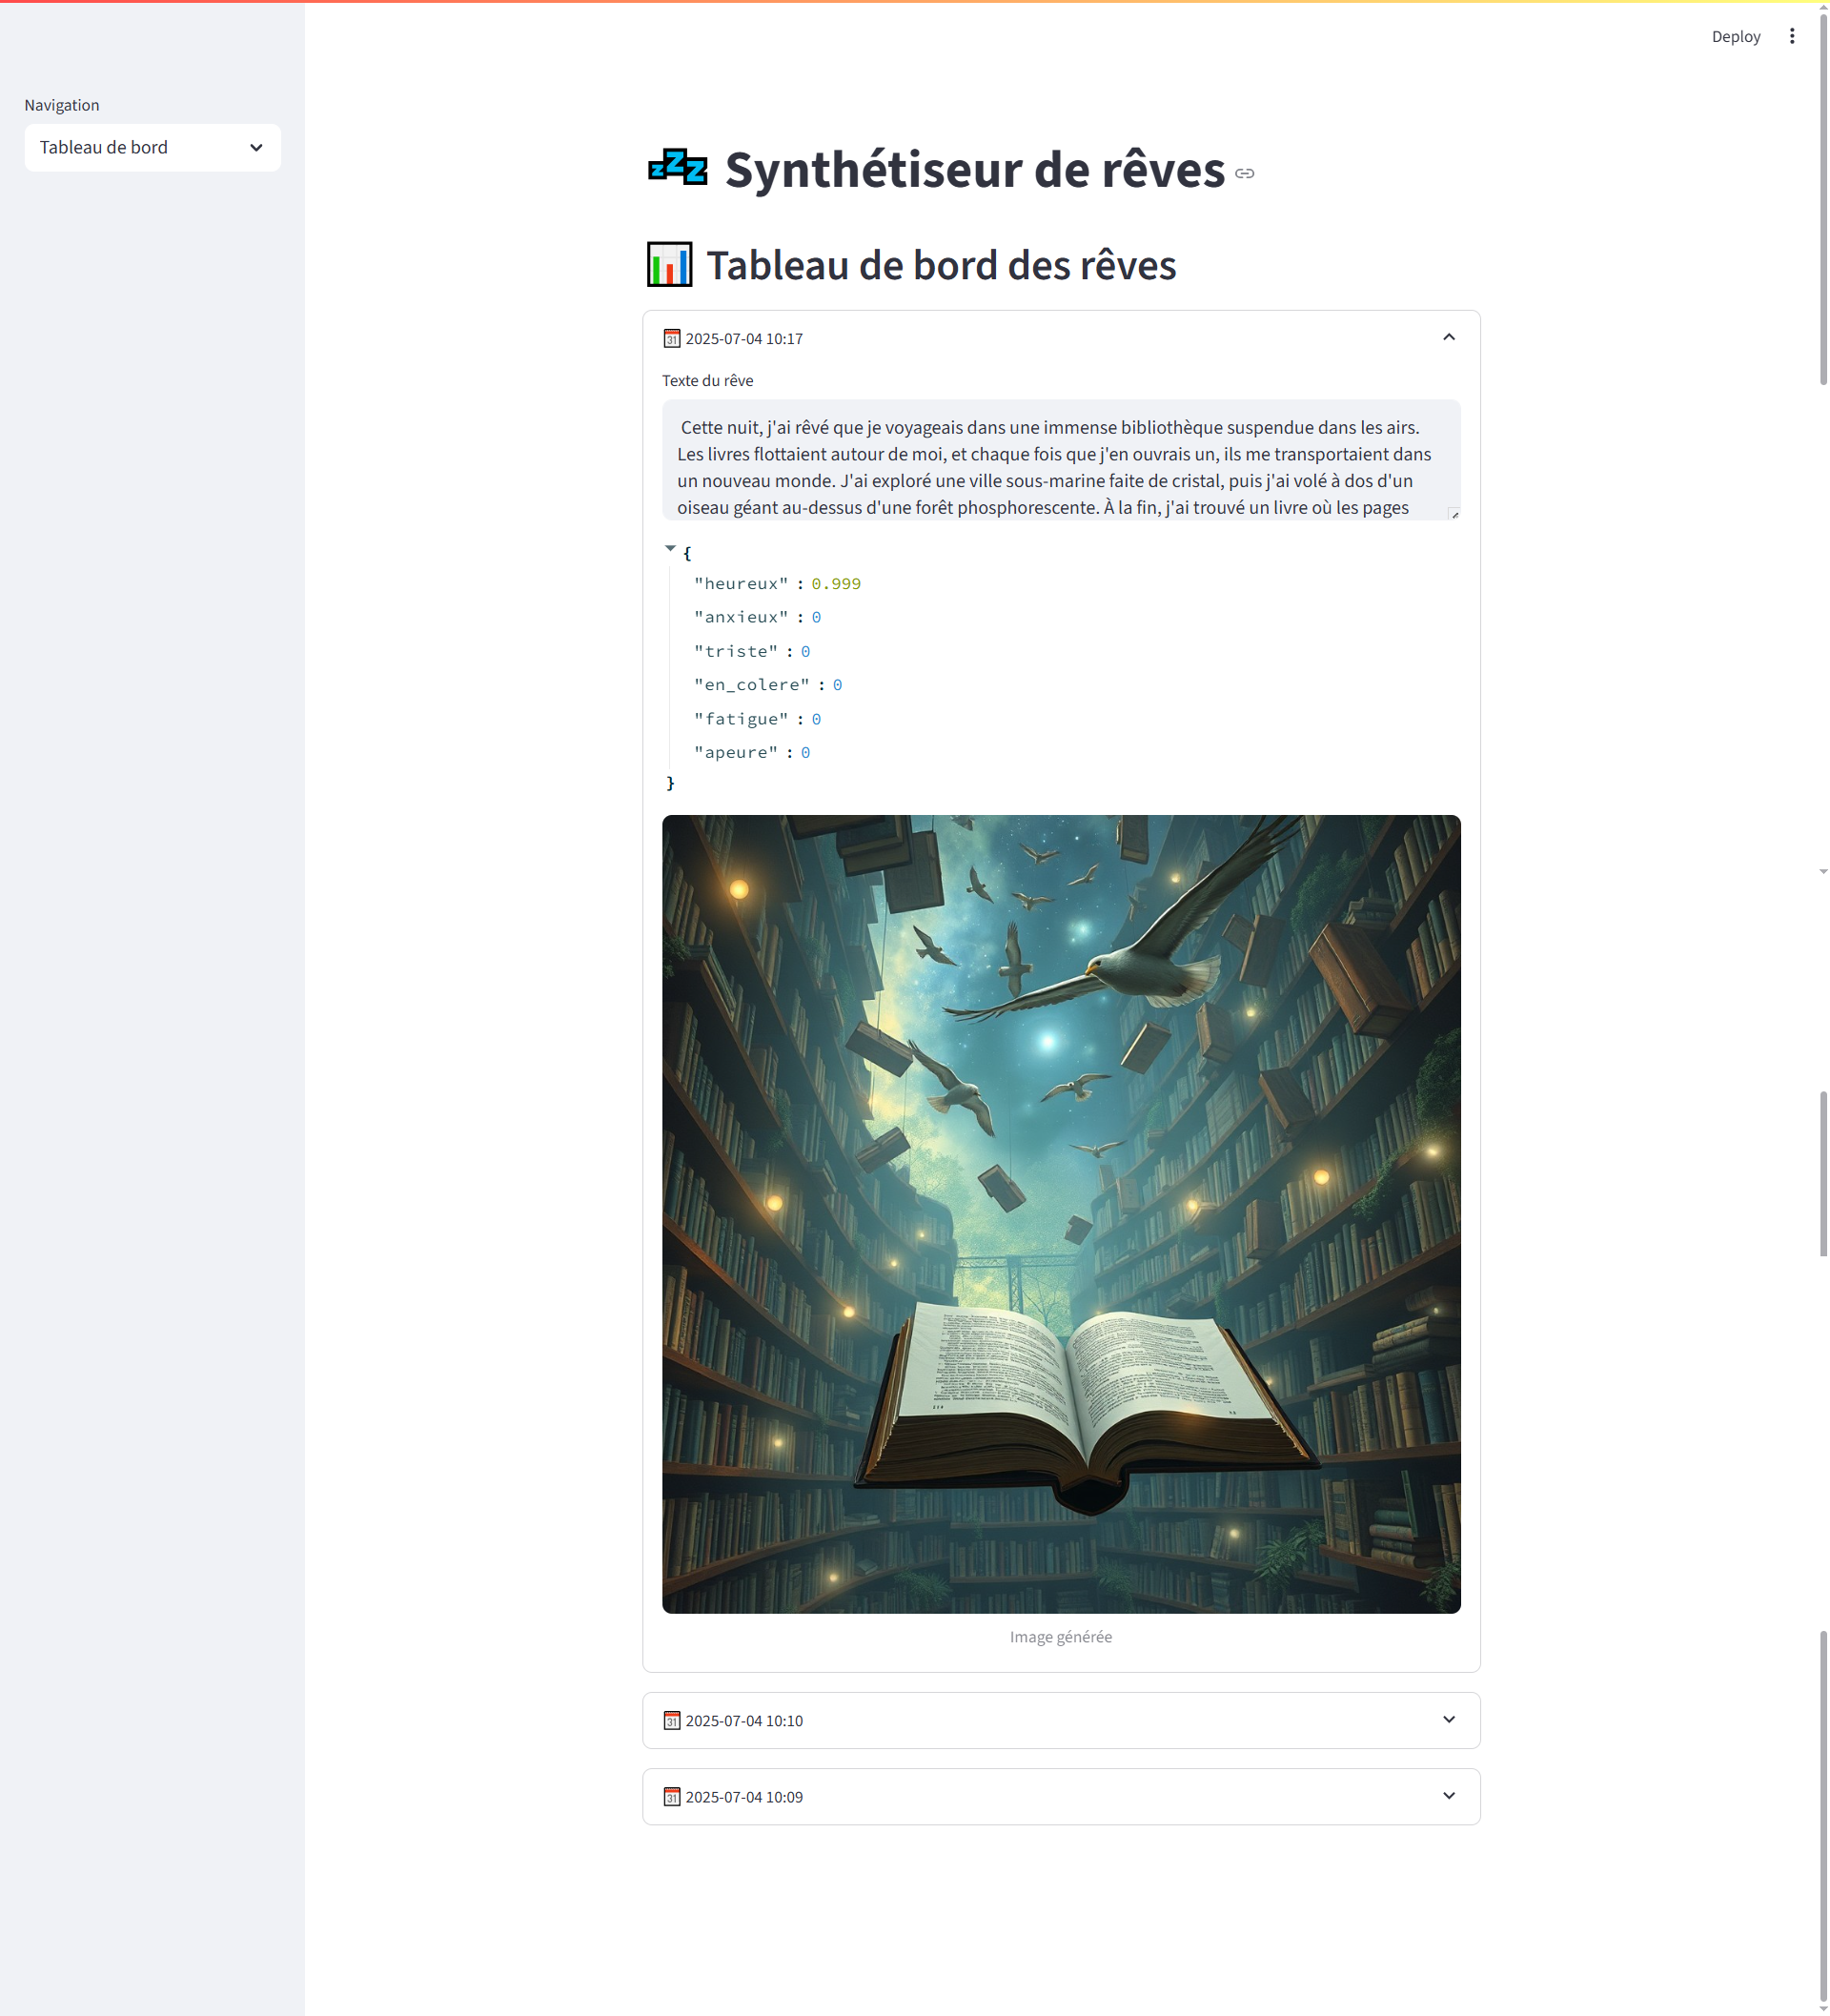 Deploy
Navigation
Tableau de bord
💤 Synthétiseur de rêves
📊 Tableau de bord des rêves
📅 2025-07-04 10:17
Texte du rêve
Cette nuit, j'ai rêvé que je voyageais dans une immense bibliothèque suspendue dans les airs.
Les livres flottaient autour de moi, et chaque fois que j'en ouvrais un, ils me transportaient dans
un nouveau monde. J'ai exploré une ville sous-marine faite de cristal, puis j'ai volé à dos d'un
oiseau géant au-dessus d'une forêt phosphorescente. À la fin, j'ai trouvé un livre où les pages
{
"heureux" : 0.999
"anxieux" : 0
"triste" : 0
"en_colere" : 0
"fatigue" : 0
"apeure" : 0
}
Image générée
📅 2025-07-04 10:10
📅 2025-07-04 10:09